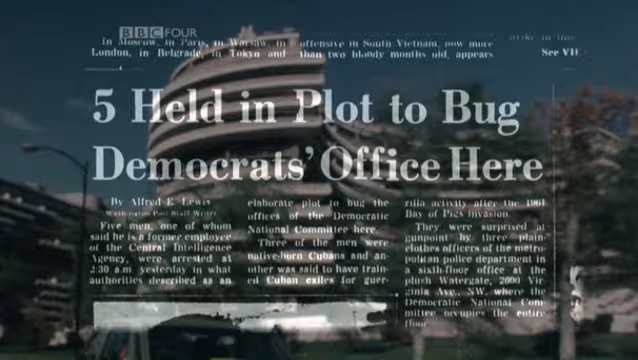 BBC FOUR
In Moscow, in Paris, in Warsaw, in
London, in Belgrade, in Tokyo and
offensive in South Vietnam, now more
than two bloody months old, appears
alike in this
See VIE
5 Held in Plot to Bug
Democrats' Office Here
By Alfred E. Lewis
Washington Post Staff Writer
Five men, one of whom
said he is a former employee
of the Central Intelligence
Agency, were arrested at
2:30 a.m. yesterday in what
authorities described as an
elaborate plot to bug the
offices of the Democratic
National Committee here.
Three of the men were
native-born Cubans and an-
other was said to have train-
ed Cuban exiles for guer-
rilla activity after the 1961
Bay of Pigs invasion.
They were surprised at
gunpoint by three plain-
clothes officers of the metro-
politan police department in
a sixth-floor office at the
plush Watergate, 2600 Vir-
ginia Ave., NW, where the
Democratic National Com-
mittee occupies the entire
floor